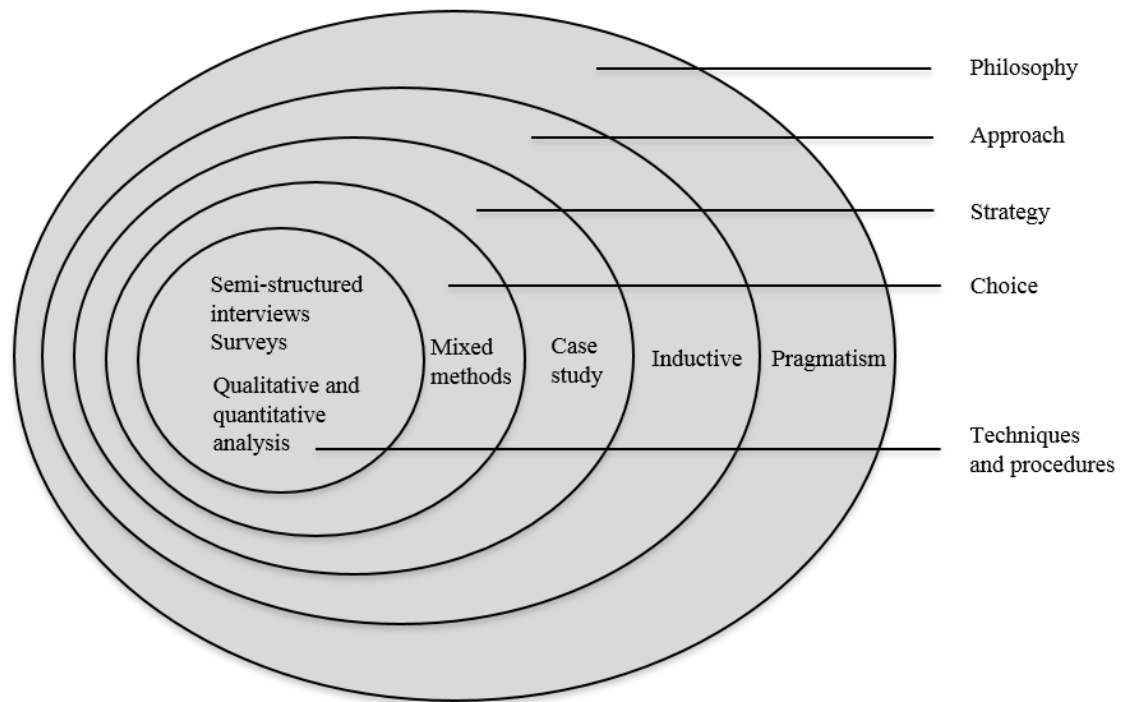 Philosophy
Approach
Strategy
Choice
Semi-structured
interviews
Surveys
Qualitative and
quantitative
analysis
Mixed
methods
Case
study
Inductive
Pragmatism
Techniques
and procedures